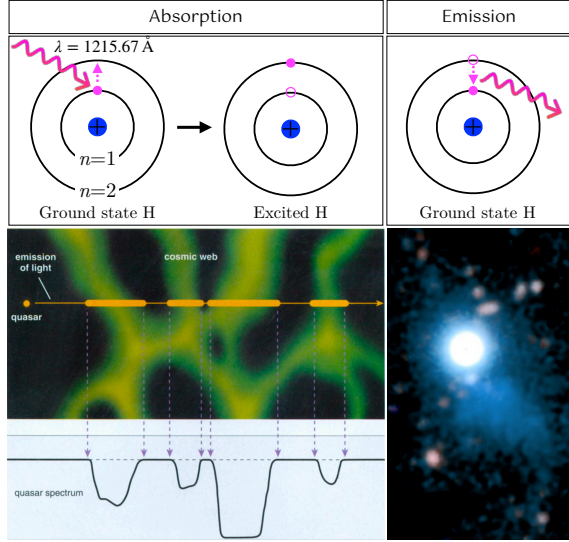 Absorption
Emission
λ = 1215.67 Å
+
+
+
n=1
n=2
Ground state H
Excited H
Ground state H
emission
of light
cosmic web
quasar
quasar spectrum